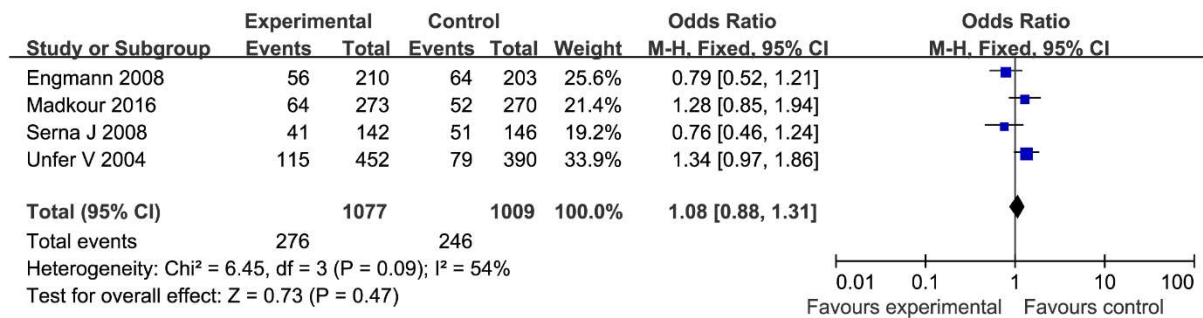 Experimental Control Odds Ratio Odds Ratio
Study or Subgroup Events Total Events Total Weight M-H, Fixed, 95% CI M-H, Fixed, 95% CI
Engmann 2008 56 210 64 203 25.6% 0.79 [0.52, 1.21]
Madkour 2016 64 273 52 270 21.4% 1.28 [0.85, 1.94]
Serna J 2008 41 142 51 146 19.2% 0.76 [0.46, 1.24]
Unfer V 2004 115 452 79 390 33.9% 1.34 [0.97, 1.86]
Total (95% CI) 1077 1009 100.0% 1.08 [0.88, 1.31]
Total events 276 246
Heterogeneity: Chi² = 6.45, df = 3 (P = 0.09); I² = 54%
Test for overall effect: Z = 0.73 (P = 0.47)
0.01 0.1 1 10 100
Favours experimental Favours control